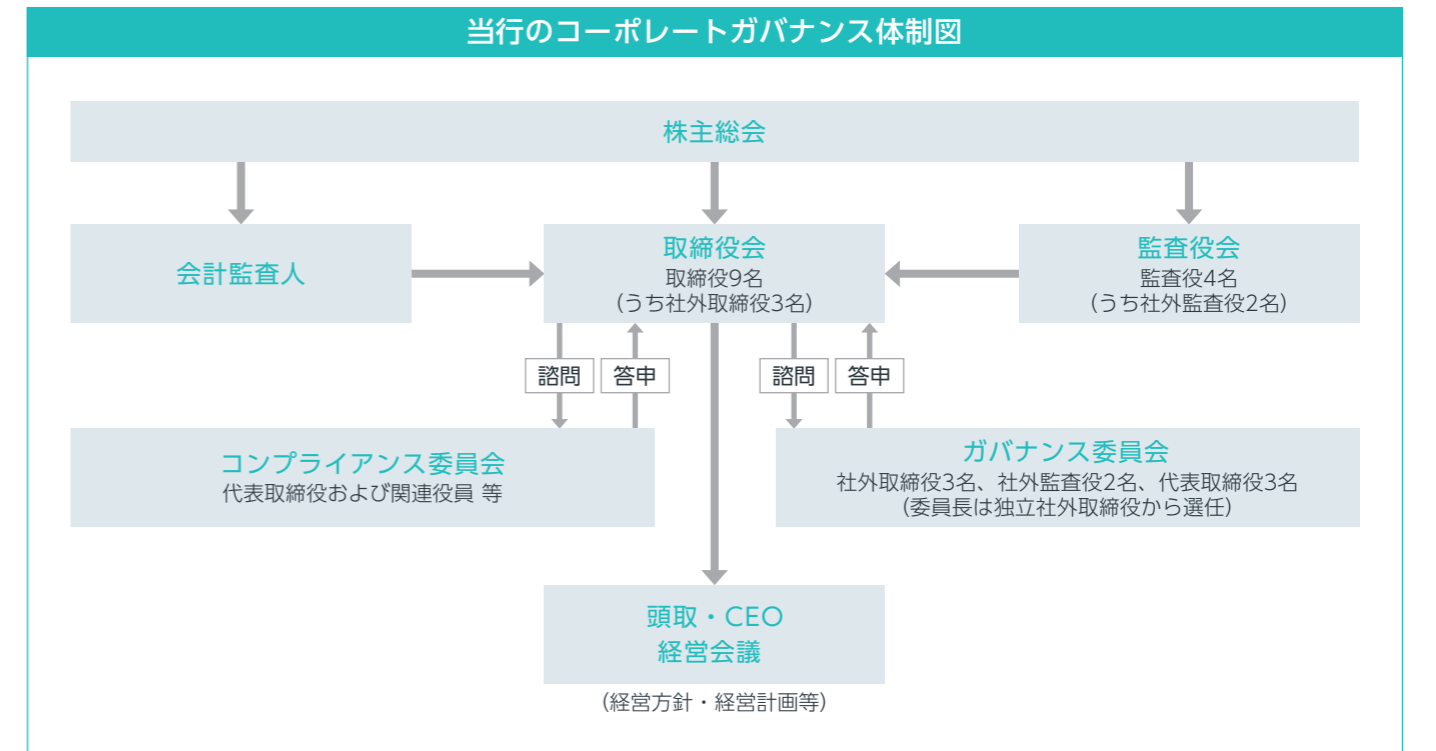 当行のコーポレートガバナンス体制図
株主総会
会計監査人
取締役会
取締役9名
(うち社外取締役3名)
監査役会
監査役4名
(うち社外監査役2名)
諮問
答申
諮問
答申
コンプライアンス委員会
代表取締役および関連役員 等
ガバナンス委員会
社外取締役3名、社外監査役2名、代表取締役3名
(委員長は独立社外取締役から選任)
頭取・CEO
経営会議
(経営方針・経営計画等)